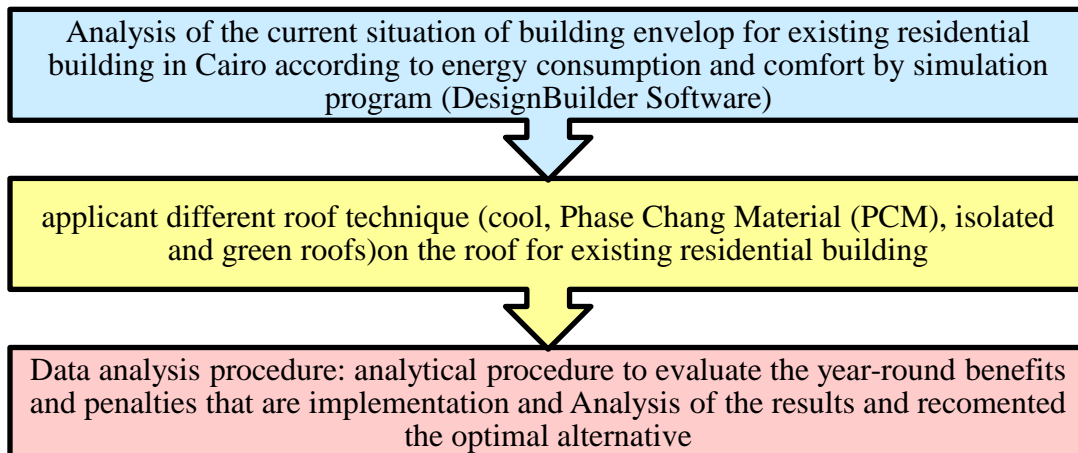 Analysis of the current situation of building envelop for existing residential
building in Cairo according to energy consumption and comfort by simulation
program (DesignBuilder Software)
applicant different roof technique (cool, Phase Chang Material (PCM), isolated
and green roofs)on the roof for existing residential building
Data analysis procedure: analytical procedure to evaluate the year-round benefits
and penalties that are implementation and Analysis of the results and recomented
the optimal alternative